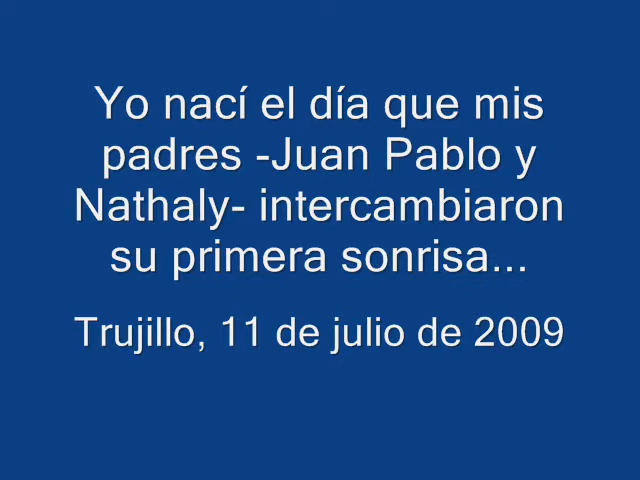 Yo nací el día que mis
padres -Juan Pablo y
Nathaly- intercambiaron
su primera sonrisa...
Trujillo, 11 de julio de 2009